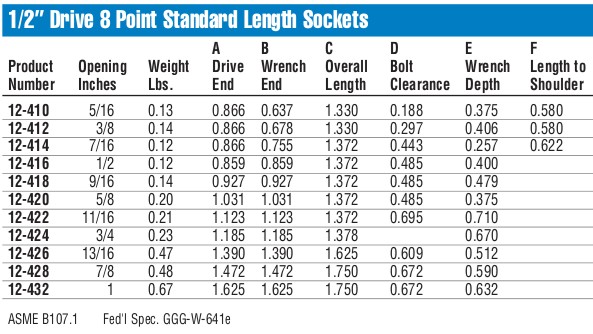 1/2" Drive 8 Point Standard Length Sockets
A B C D E F
Product Opening Weight Drive Wrench Overall Bolt Wrench Length to
Number Inches Lbs. End End Length Clearance Depth Shoulder
12-410 5/16 0.13 0.866 0.637 1.330 0.188 0.375 0.580
12-412 3/8 0.14 0.866 0.678 1.330 0.297 0.406 0.580
12-414 7/16 0.12 0.866 0.755 1.372 0.443 0.257 0.622
12-416 1/2 0.12 0.859 0.859 1.372 0.485 0.400
12-418 9/16 0.14 0.927 0.927 1.372 0.485 0.479
12-420 5/8 0.20 1.031 1.031 1.372 0.485 0.375
12-422 11/16 0.21 1.123 1.123 1.372 0.695 0.710
12-424 3/4 0.23 1.185 1.185 1.378 0.670
12-426 13/16 0.47 1.390 1.390 1.625 0.609 0.512
12-428 7/8 0.48 1.472 1.472 1.750 0.672 0.590
12-432 1 0.67 1.625 1.625 1.750 0.672 0.632
ASME B107.1 Fed'l Spec. GGG-W-641e